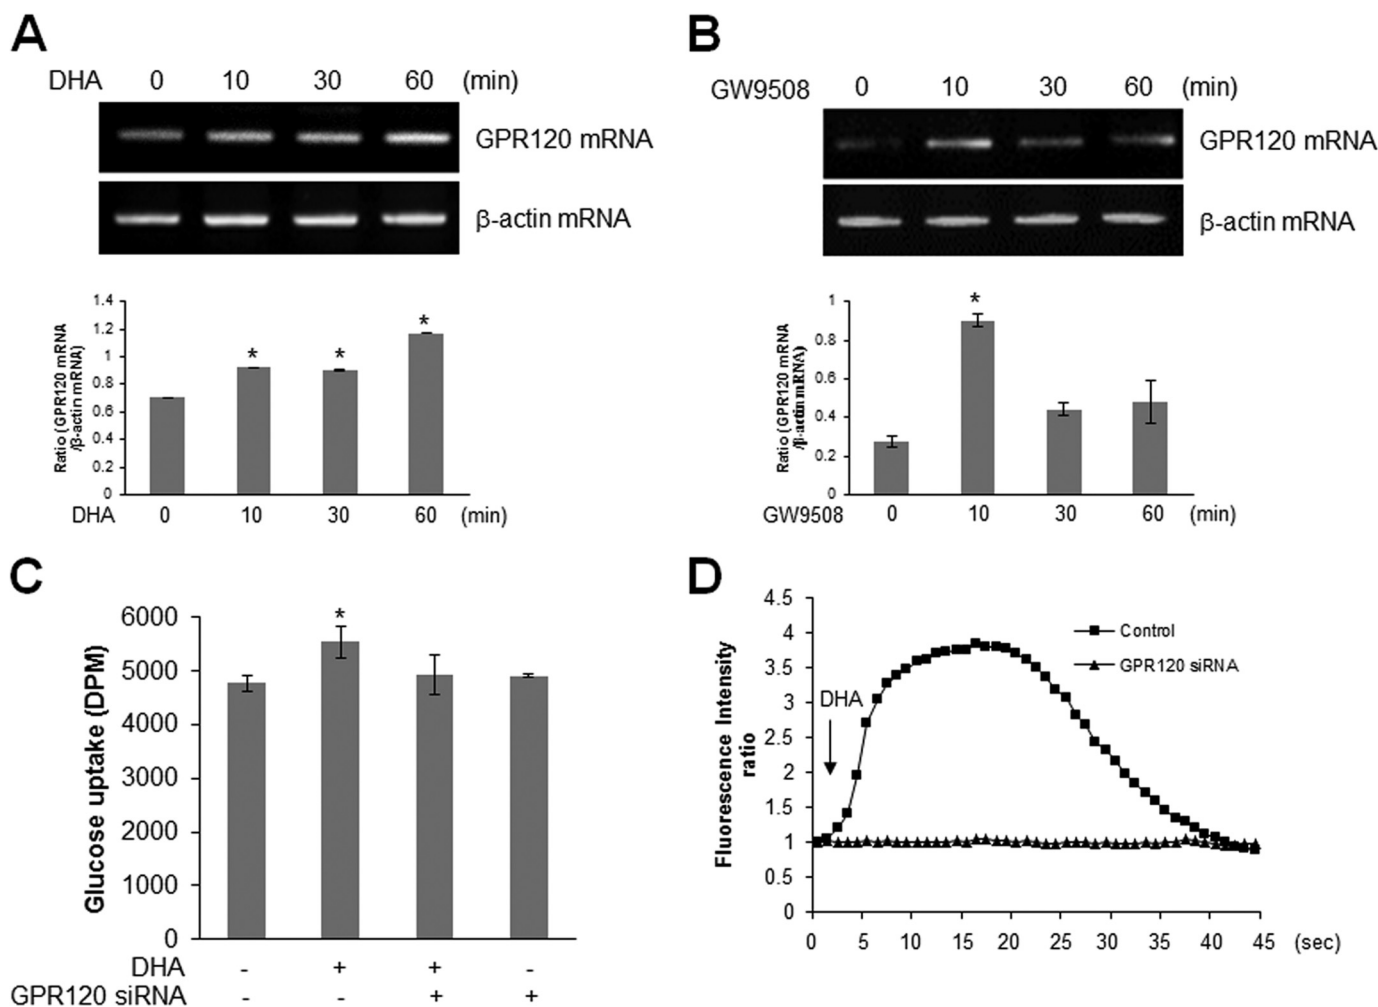 A
DHA 0 10 30 60 (min)
GPR120 mRNA
β-actin mRNA
Ratio (GPR120 mRNA
/β-actin mRNA)
1.4
1.2
1
0.8
0.6
0.4
0.2
0
* * *
DHA 0 10 30 60 (min)
B
GW9508 0 10 30 60 (min)
GPR120 mRNA
β-actin mRNA
Ratio (GPR120 mRNA
/β-actin mRNA)
1
0.8
0.6
0.4
0.2
0
*
GW9508 0 10 30 60 (min)
C
Glucose uptake (DPM)
6000
5000
4000
3000
2000
1000
0
*
DHA - + + -
GPR120 siRNA - - + +
D
Fluorescence Intensity
ratio
4.5
4
3.5
3
2.5
2
1.5
1
0.5
0
DHA
Control
GPR120 siRNA
0 5 10 15 20 25 30 35 40 45 (sec)